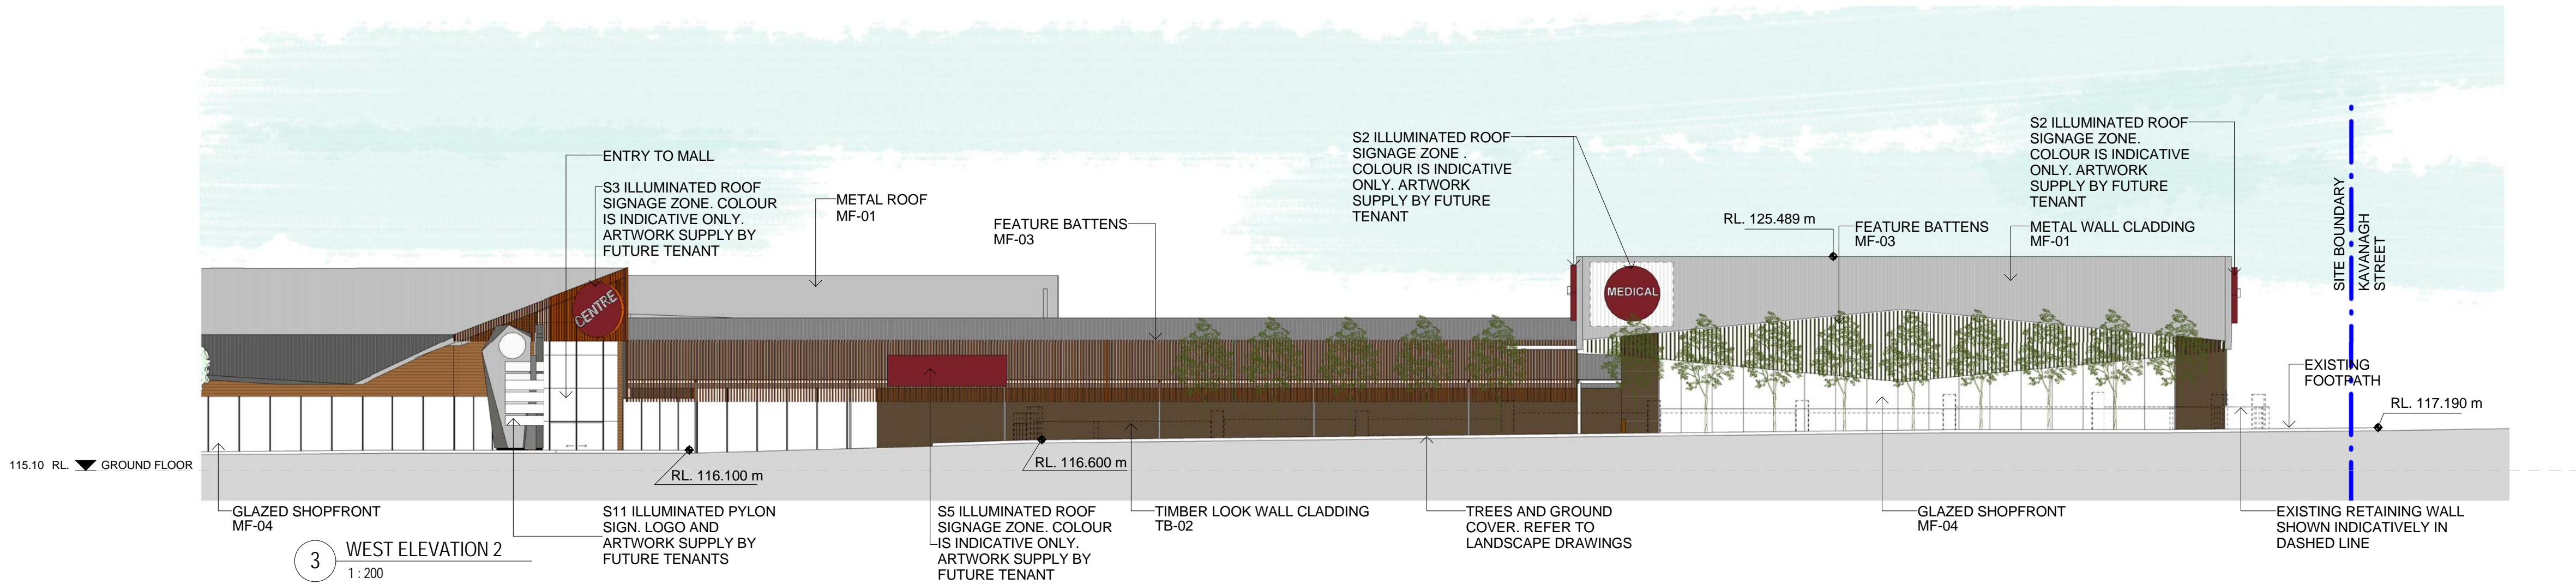 ENTRY TO MALL
S3 ILLUMINATED ROOF
SIGNAGE ZONE. COLOUR
IS INDICATIVE ONLY.
ARTWORK SUPPLY BY
FUTURE TENANT
METAL ROOF
MF-01
FEATURE BATTENS
MF-03
S2 ILLUMINATED ROOF
SIGNAGE ZONE .
COLOUR IS INDICATIVE
ONLY. ARTWORK
SUPPLY BY FUTURE
TENANT
RL. 125.489 m
FEATURE BATTENS
MF-03
S2 ILLUMINATED ROOF
SIGNAGE ZONE.
COLOUR IS INDICATIVE
ONLY. ARTWORK
SUPPLY BY FUTURE
TENANT
METAL WALL CLADDING
MF-01
SITE BOUNDARY
KAVANAGH
STREET
CENTRE
MEDICAL
EXISTING
FOOTPATH
RL. 117.190 m
115.10 RL. GROUND FLOOR
RL. 116.100 m
RL. 116.600 m
GLAZED SHOPFRONT
MF-04
S11 ILLUMINATED PYLON
SIGN. LOGO AND
ARTWORK SUPPLY BY
FUTURE TENANTS
S5 ILLUMINATED ROOF
SIGNAGE ZONE. COLOUR
IS INDICATIVE ONLY.
ARTWORK SUPPLY BY
FUTURE TENANT
TIMBER LOOK WALL CLADDING
TB-02
TREES AND GROUND
COVER. REFER TO
LANDSCAPE DRAWINGS
GLAZED SHOPFRONT
MF-04
EXISTING RETAINING WALL
SHOWN INDICATIVELY IN
DASHED LINE
3 WEST ELEVATION 2
1 : 200